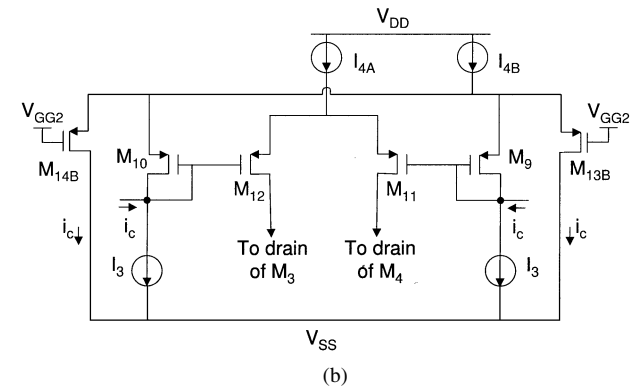 V_DD
I_4A
I_4B
V_GG2
V_GG2
M_14B
M_10
M_12
M_11
M_9
M_13B
i_c
i_c
i_c
i_c
I_3
To drain
of M_3
To drain
of M_4
I_3
V_SS
(b)